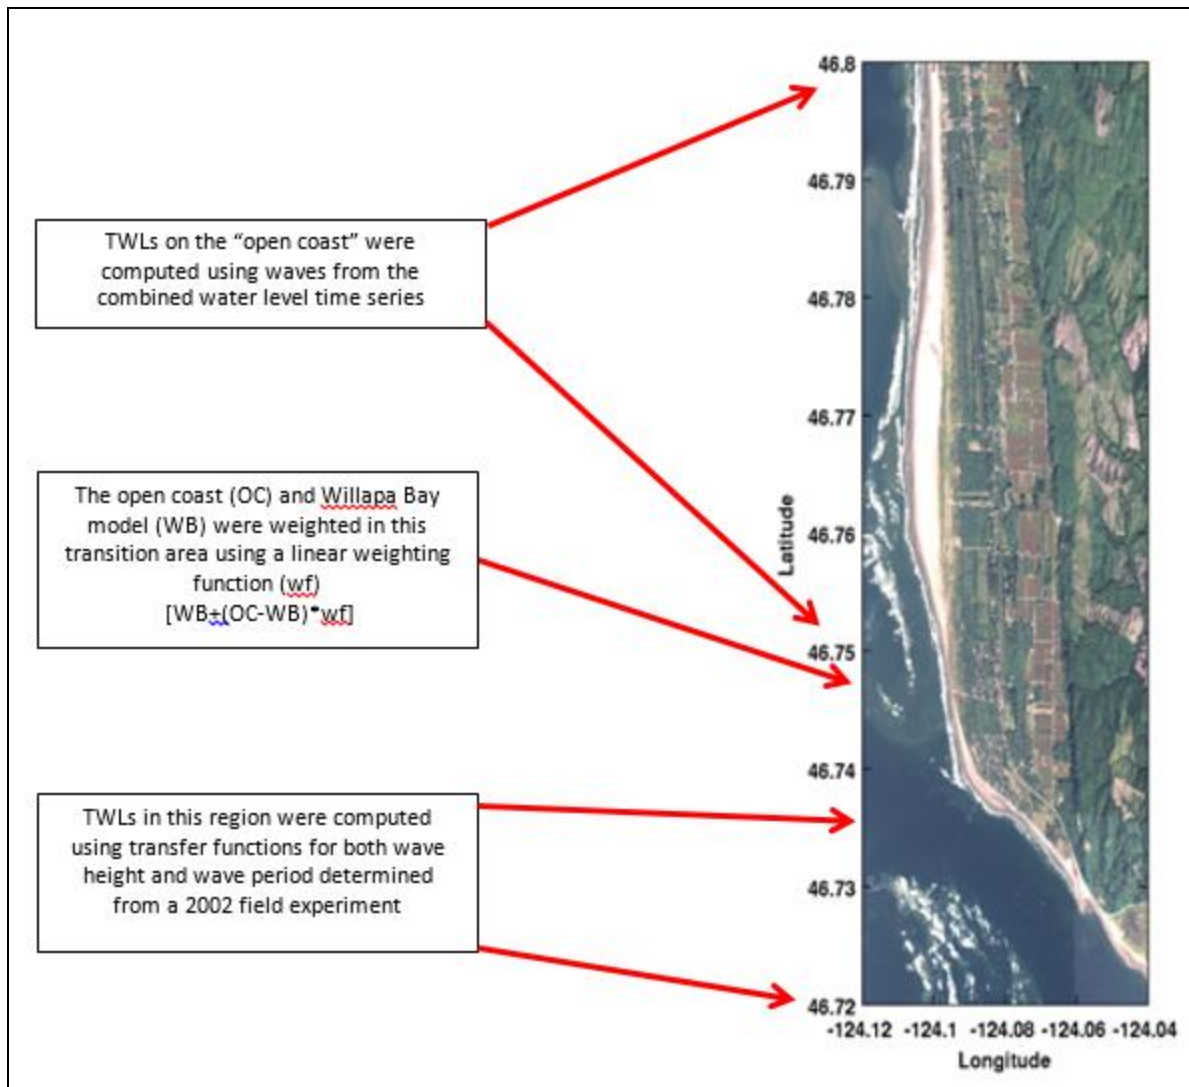 TWLs on the “open coast” were
computed using waves from the
combined water level time series
The open coast (OC) and Willapa Bay
model (WB) were weighted in this
transition area using a linear weighting
function (wf)
[WB+(OC-WB)*wf]
TWLs in this region were computed
using transfer functions for both wave
height and wave period determined
from a 2002 field experiment
46.8
46.79
46.78
46.77
46.76
46.75
46.74
46.73
46.72
Latitude
-124.12 -124.1 -124.08 -124.06 -124.04
Longitude